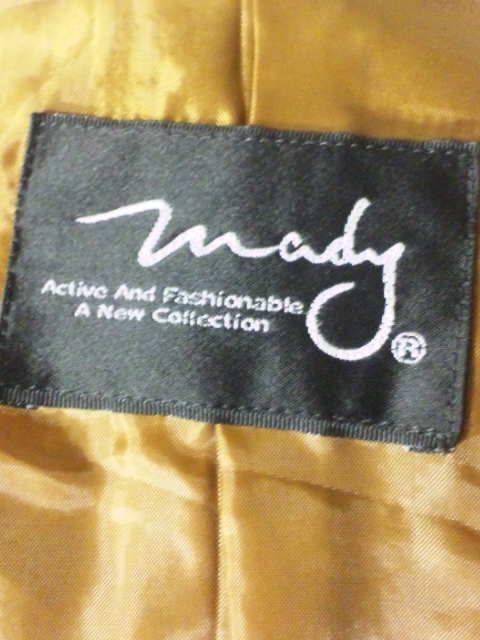 mady
Active And Fashionable
A New Collection
®